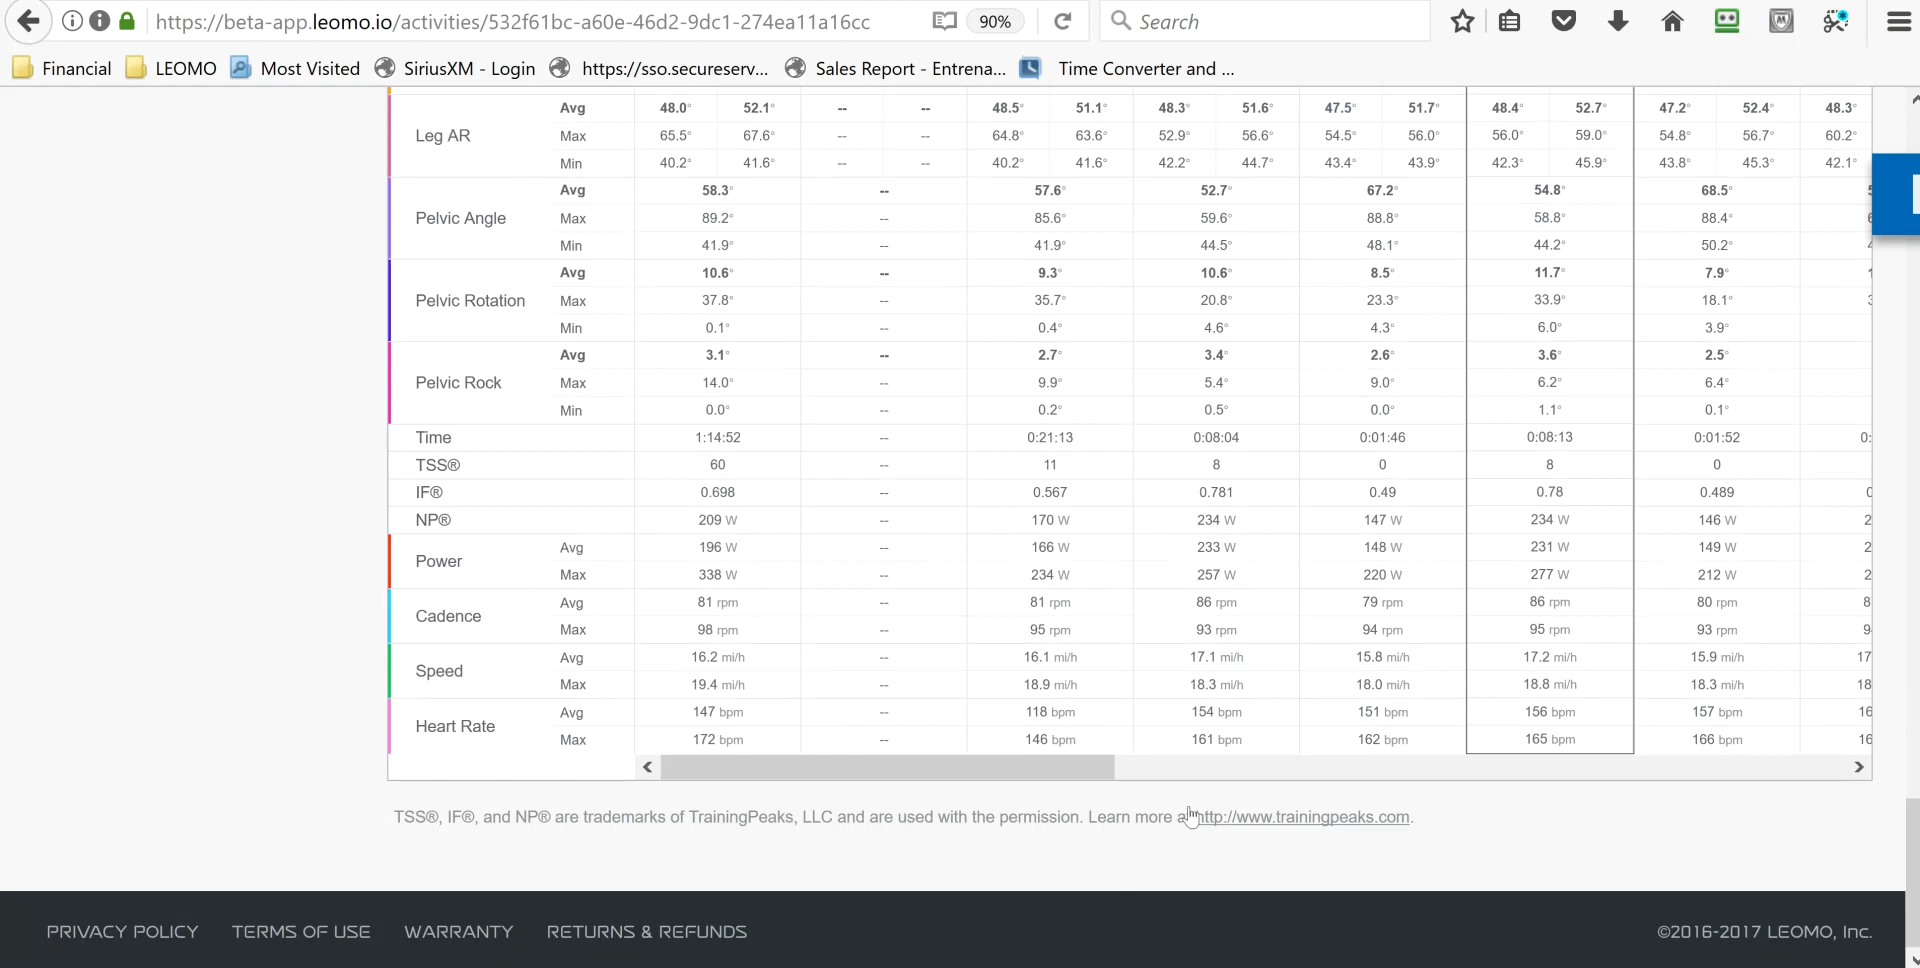 https://beta-app.leomo.io/activities/532f61bc-a60e-46d2-9dc1-274ea11a16cc 90% Search
Financial LEOMO Most Visited SiriusXM - Login https://sso.secureserv... Sales Report - Entrena... Time Converter and ...
Leg AR
Avg 48.0° 52.1° -- -- 48.5° 51.1° 48.3° 51.6° 47.5° 51.7° 48.4° 52.7° 47.2° 52.4° 48.3°
Max 65.5° 67.6° -- -- 64.8° 63.6° 52.9° 56.6° 54.5° 56.0° 56.0° 59.0° 54.8° 56.7° 60.2°
Min 40.2° 41.6° -- -- 40.2° 41.6° 42.2° 44.7° 43.4° 43.9° 42.3° 45.9° 43.8° 45.3° 42.1°
Pelvic Angle
Avg 58.3° -- 57.6° 52.7° 67.2° 54.8° 68.5°
Max 89.2° -- 85.6° 59.6° 88.8° 58.8° 88.4°
Min 41.9° -- 41.9° 44.5° 48.1° 44.2° 50.2°
Pelvic Rotation
Avg 10.6° -- 9.3° 10.6° 8.5° 11.7° 7.9°
Max 37.8° -- 35.7° 20.8° 23.3° 33.9° 18.1°
Min 0.1° -- 0.4° 4.6° 4.3° 6.0° 3.9°
Pelvic Rock
Avg 3.1° -- 2.7° 3.4° 2.6° 3.6° 2.5°
Max 14.0° -- 9.9° 5.4° 9.0° 6.2° 6.4°
Min 0.0° -- 0.2° 0.5° 0.0° 1.1° 0.1°
Time 1:14:52 -- 0:21:13 0:08:04 0:01:46 0:08:13 0:01:52 0:
TSS® 60 -- 11 8 0 8 0
IF® 0.698 -- 0.567 0.781 0.49 0.78 0.489
NP® 209 W -- 170 W 234 W 147 W 234 W 146 W 2
Power
Avg 196 W -- 166 W 233 W 148 W 231 W 149 W 2
Max 338 W -- 234 W 257 W 220 W 277 W 212 W 2
Cadence
Avg 81 rpm -- 81 rpm 86 rpm 79 rpm 86 rpm 80 rpm 8
Max 98 rpm -- 95 rpm 93 rpm 94 rpm 95 rpm 93 rpm 9
Speed
Avg 16.2 mi/h -- 16.1 mi/h 17.1 mi/h 15.8 mi/h 17.2 mi/h 15.9 mi/h 17
Max 19.4 mi/h -- 18.9 mi/h 18.3 mi/h 18.0 mi/h 18.8 mi/h 18.3 mi/h 18
Heart Rate
Avg 147 bpm -- 118 bpm 154 bpm 151 bpm 156 bpm 157 bpm 16
Max 172 bpm -- 146 bpm 161 bpm 162 bpm 165 bpm 166 bpm 16
TSS®, IF®, and NP® are trademarks of TrainingPeaks, LLC and are used with the permission. Learn more http://www.trainingpeaks.com.
PRIVACY POLICY TERMS OF USE WARRANTY RETURNS & REFUNDS ©2016-2017 LEOMO, Inc.